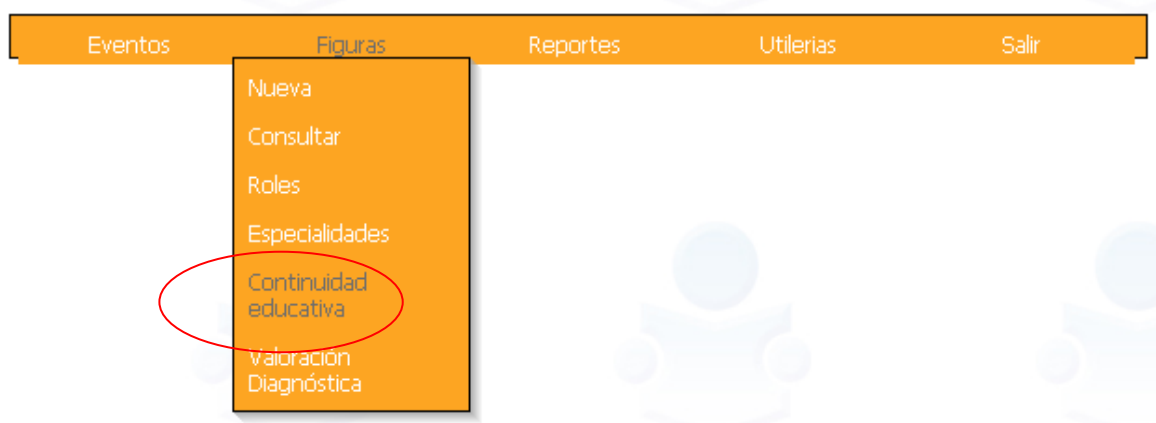 Eventos Figuras Reportes Utilerias Salir
Nueva
Consultar
Roles
Especialidades
Continuidad
educativa
Valoración
Diagnóstica